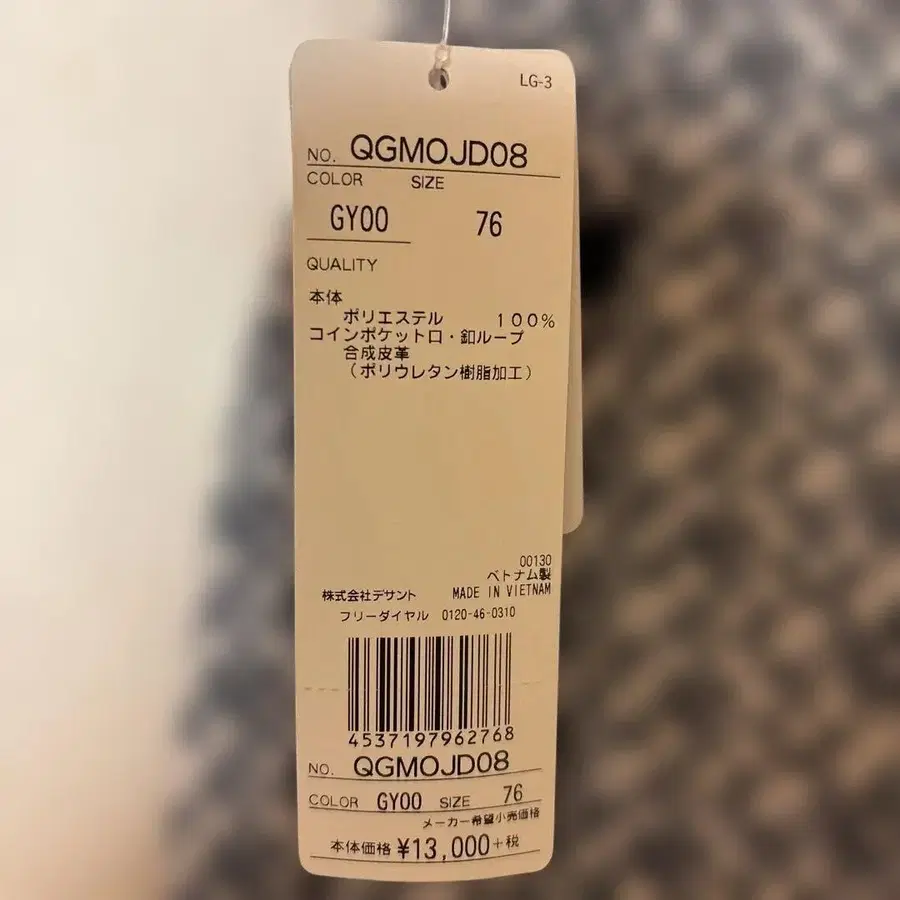 LG-3
NO. QGMOJD08
COLOR SIZE
GY00 76
QUALITY
本体
ポリエステル 100%
コインポケット口・釦ループ
合成皮革
(ポリウレタン樹脂加工)
00130
ベトナム製
株式会社デサント MADE IN VIETNAM
フリーダイヤル 0120-46-0310
4537197962768
NO. QGMOJD08
COLOR GY00 SIZE 76
メーカー希望小売価格
本体価格 ¥13,000+税